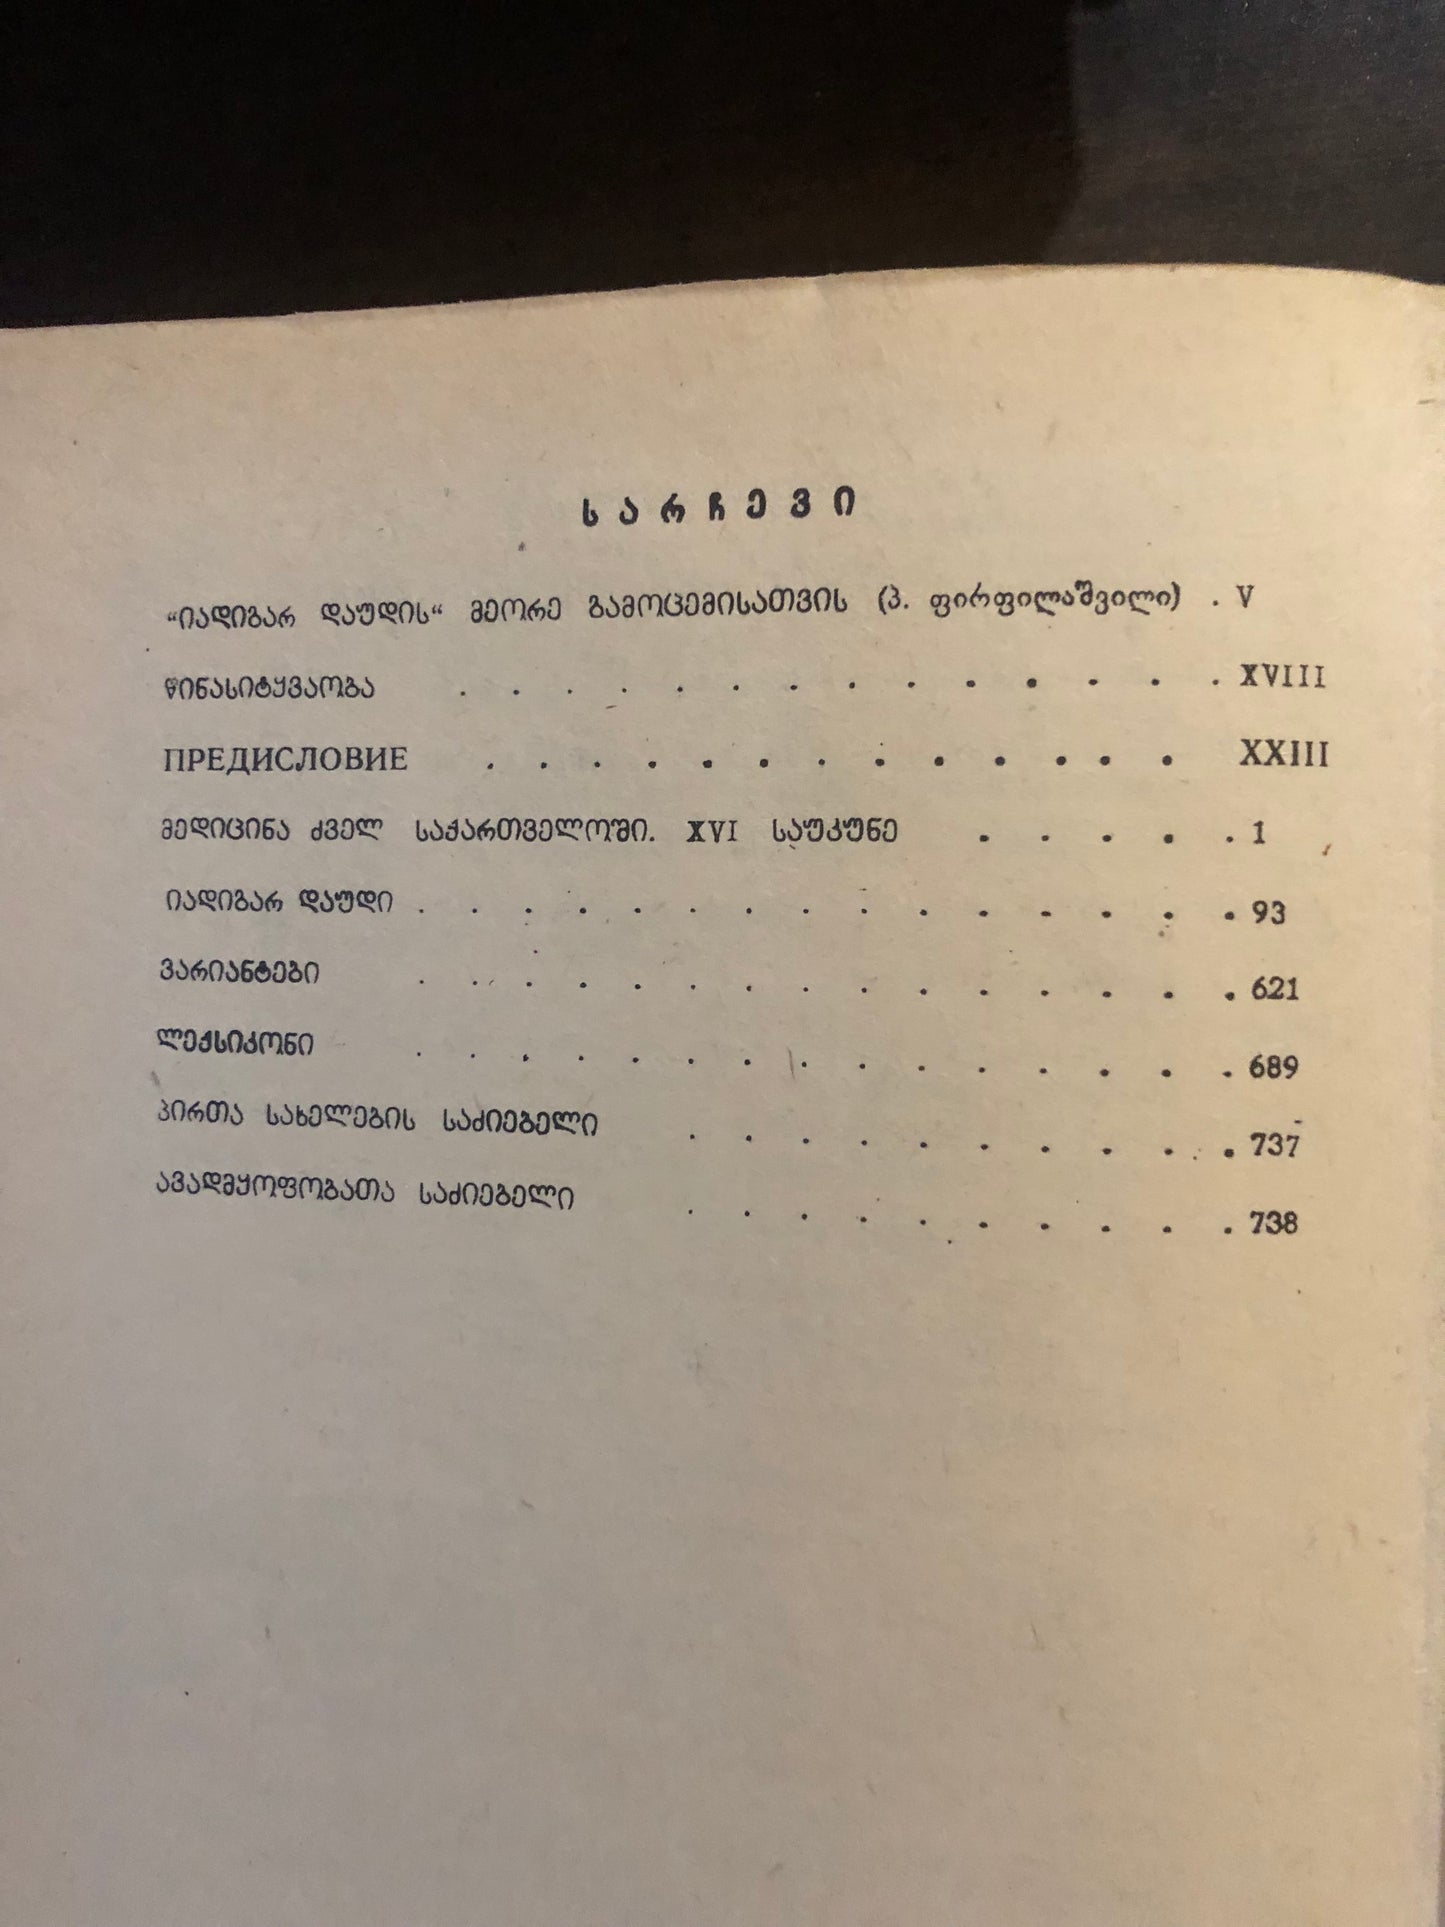 სარჩევი
“იადიგარ დაუდის“ მეორე გამოცემისათვის (პ. ფირფილაშვილი) . V
წინასიტყვაობა . . . . . . . . . . . . . . XVIII
ПРЕДИСЛОВИЕ . . . . . . . . . . . . . XXIII
მედიცინა ძველ საქართველოში. XVI საუკუნე . . . . . 1
იადიგარ დაუდი . . . . . . . . . . . . . . . 93
ვარიანტები . . . . . . . . . . . . . . . 621
ლექსიკონი . . . . . . . . . . . . . . . 689
პირთა სახელების საძიებელი . . . . . . . . . . 737
ავადმყოფობათა საძიებელი . . . . . . . . . . 738